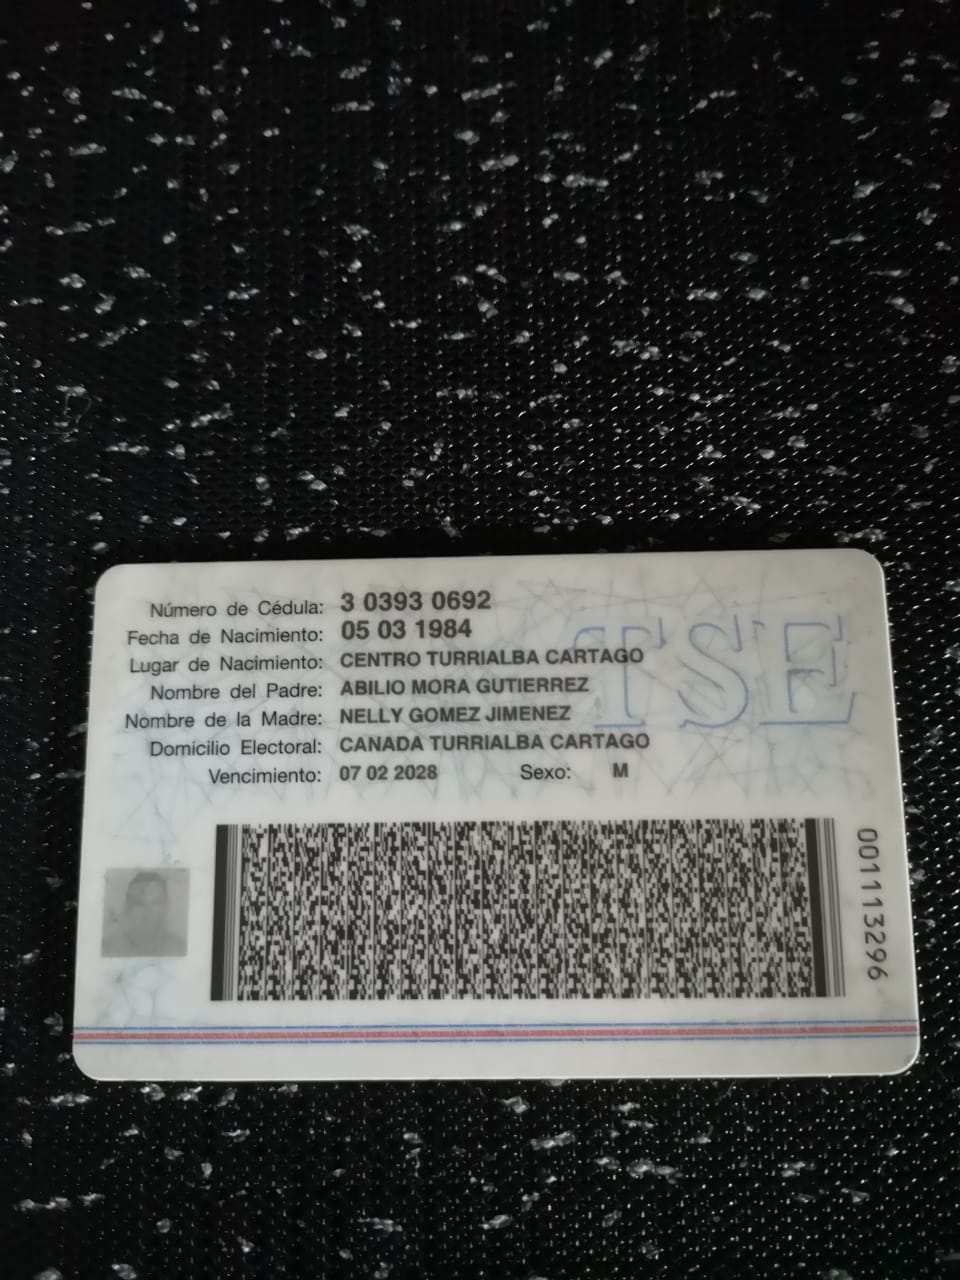 Número de Cédula: 3 0393 0692
Fecha de Nacimiento: 05 03 1984
Lugar de Nacimiento: CENTRO TURRIALBA CARTAGO
Nombre del Padre: ABILIO MORA GUTIERREZ
Nombre de la Madre: NELLY GOMEZ JIMENEZ
Domicilio Electoral: CANADA TURRIALBA CARTAGO
Vencimiento: 07 02 2028 Sexo: M
TSE
001113296